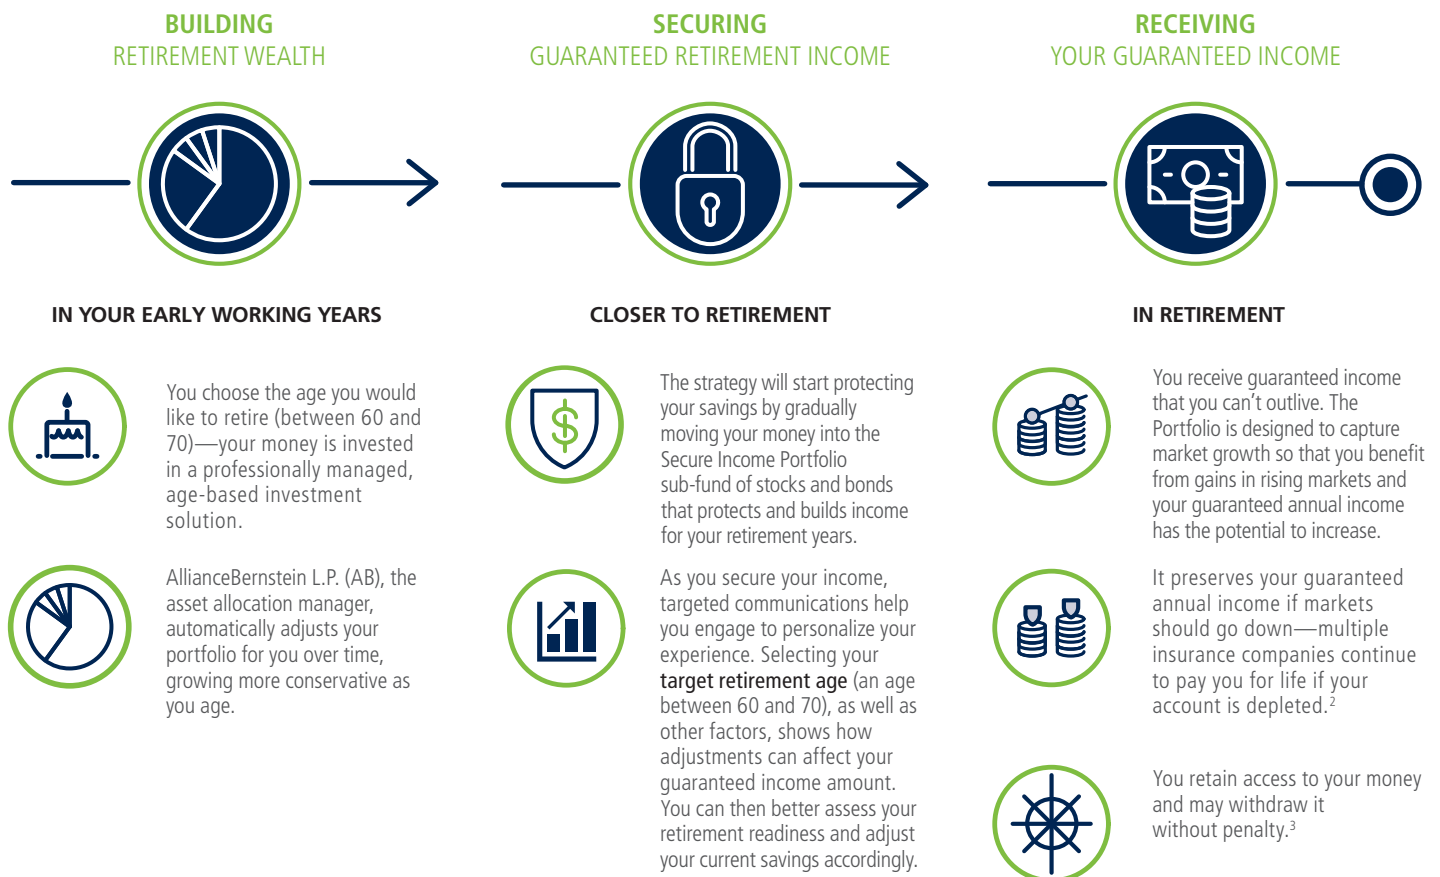 BUILDING
RETIREMENT WEALTH
IN YOUR EARLY WORKING YEARS
You choose the age you would
like to retire (between 60 and
70)—your money is invested
in a professionally managed,
age-based investment
solution.
AllianceBernstein L.P. (AB), the
asset allocation manager,
automatically adjusts your
portfolio for you over time,
growing more conservative as
you age.
SECURING
GUARANTEED RETIREMENT INCOME
CLOSER TO RETIREMENT
$
The strategy will start protecting
your savings by gradually
moving your money into the
Secure Income Portfolio
sub-fund of stocks and bonds
that protects and builds income
for your retirement years.
As you secure your income,
targeted communications help
you engage to personalize your
experience. Selecting your
target retirement age (an age
between 60 and 70), as well as
other factors, shows how
adjustments can affect your
guaranteed income amount.
You can then better assess your
retirement readiness and adjust
your current savings accordingly.
RECEIVING
YOUR GUARANTEED INCOME
IN RETIREMENT
You receive guaranteed income
that you can't outlive. The
Portfolio is designed to capture
market growth so that you benefit
from gains in rising markets and
your guaranteed annual income
has the potential to increase.
It preserves your guaranteed
annual income if markets
should go down—multiple
insurance companies continue
to pay you for life if your
account is depleted.²
You retain access to your money
and may withdraw it
without penalty.³